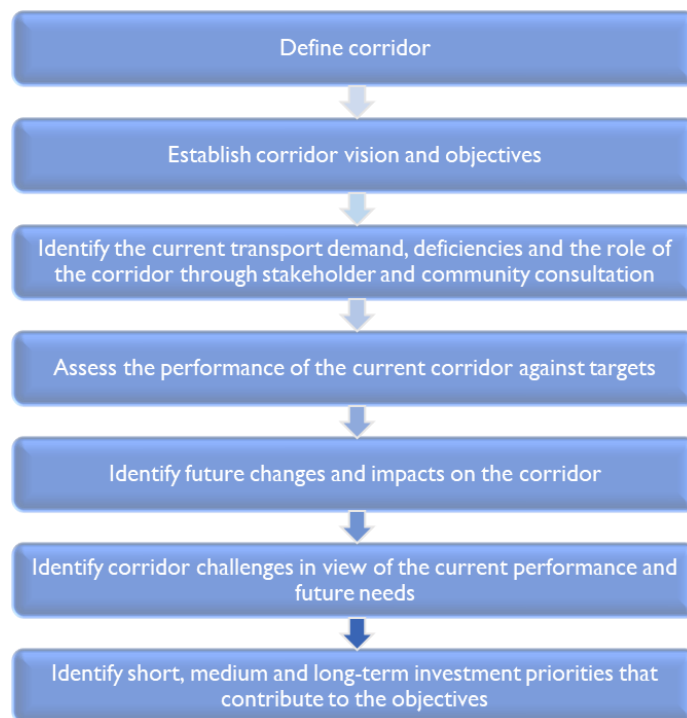 Define corridor
Establish corridor vision and objectives
Identify the current transport demand, deficiencies and the role of
the corridor through stakeholder and community consultation
Assess the performance of the current corridor against targets
Identify future changes and impacts on the corridor
Identify corridor challenges in view of the current performance and
future needs
Identify short, medium and long-term investment priorities that
contribute to the objectives